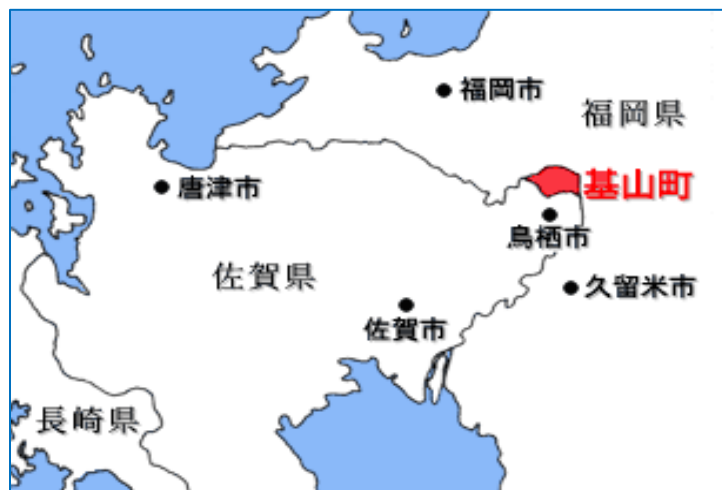 福岡市
福岡県
唐津市
基山町
鳥栖市
佐賀県
久留米市
佐賀市
長崎県